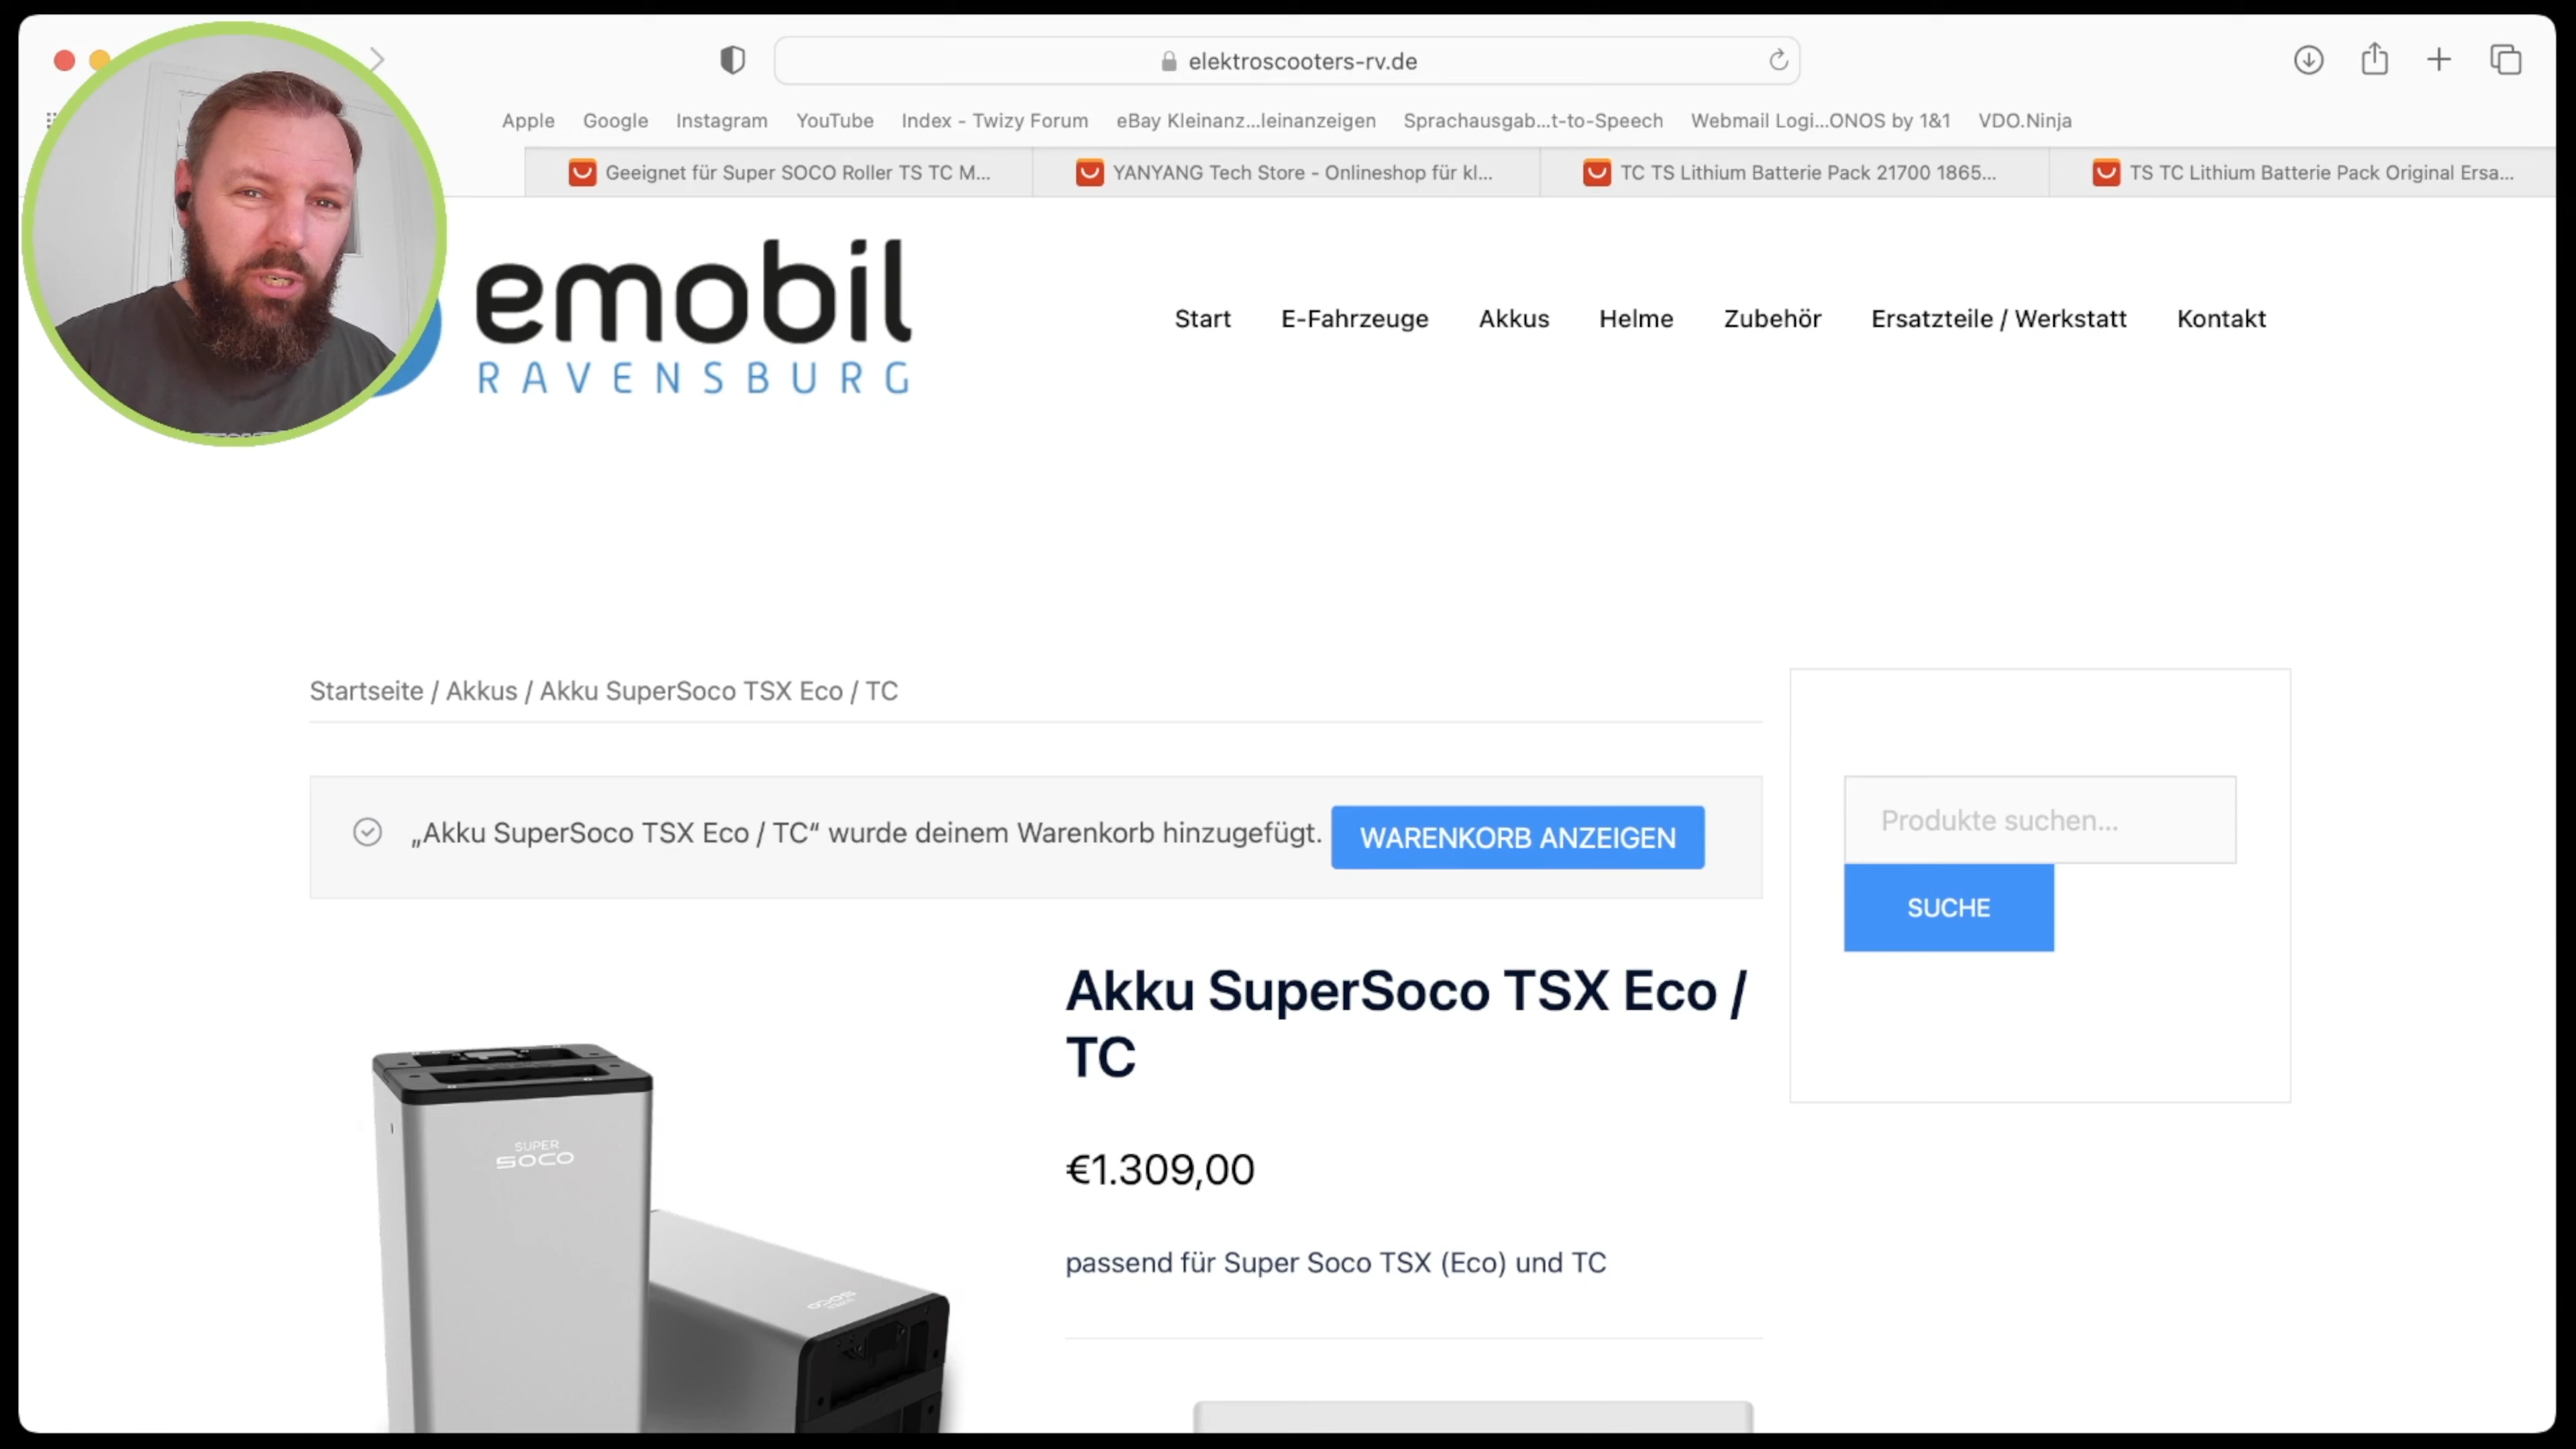 elektroscooters-rv.de
Apple Google Instagram YouTube Index - Twizy Forum eBay Kleinanz...leinanzeigen Sprachausgab...t-to-Speech Webmail Logi...ONOS by 1&1 VDO.Ninja
Geeignet für Super SOCO Roller TS TC M... YANYANG Tech Store - Onlineshop für kl... TC TS Lithium Batterie Pack 21700 1865... TS TC Lithium Batterie Pack Original Ersa...
emobil
RAVENSBURG
Start E-Fahrzeuge Akkus Helme Zubehör Ersatzteile / Werkstatt Kontakt
Startseite / Akkus / Akku SuperSoco TSX Eco / TC
„Akku SuperSoco TSX Eco / TC“ wurde deinem Warenkorb hinzugefügt. WARENKORB ANZEIGEN
Produkte suchen...
SUCHE
Akku SuperSoco TSX Eco /
TC
€1.309,00
passend für Super Soco TSX (Eco) und TC
SUPER
SOCO
SUPER
SOCO